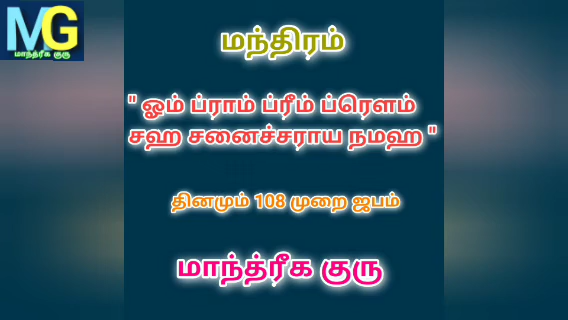 MG
மாந்த்ரீக குரு
மந்திரம்
" ஓம் ப்ராம் ப்ரீம் ப்ரௌம்
சஹ சனைச்சராய நமஹ "
தினமும் 108 முறை ஜபம்
மாந்த்ரீக குரு